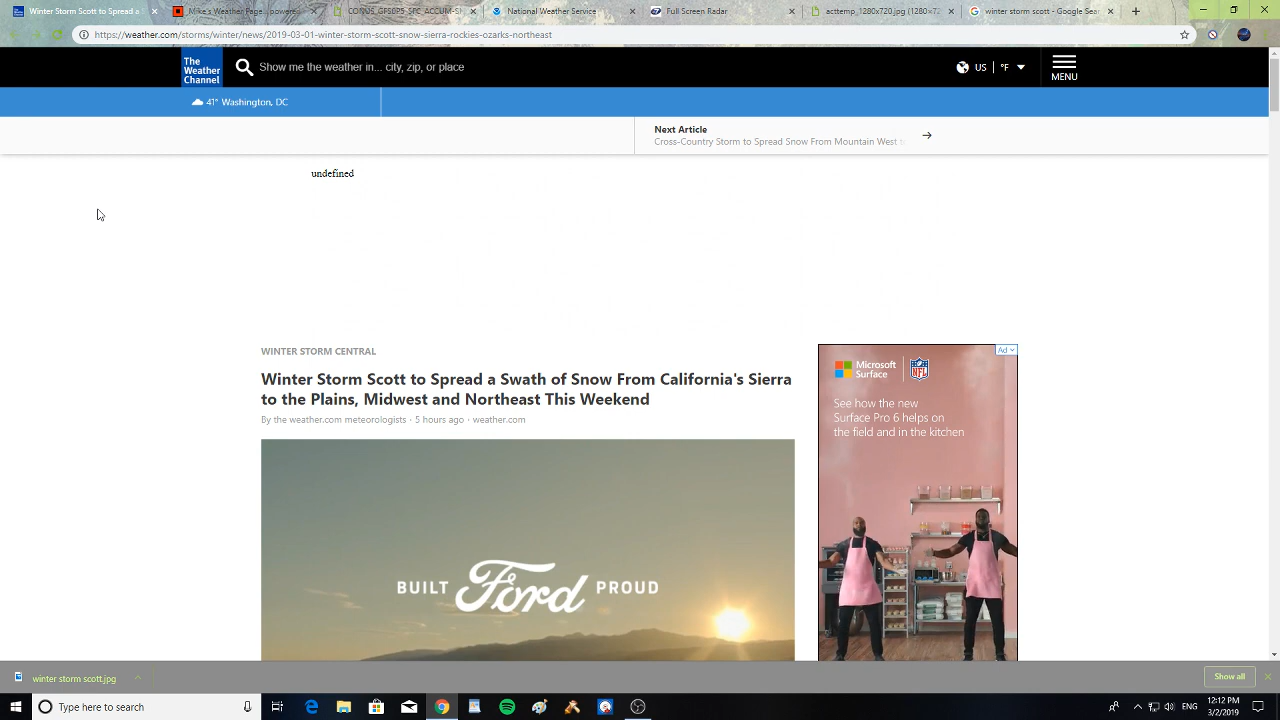 Winter Storm Scott to Spread a S
Mike's Weather Page... powered
CONUS_GFS0P5_SFC_ACCUM-S
National Weather Service
Full Screen Radar
acttemp_1280x720.jpg (1280×72
winter storm scott - Google Sear
https://weather.com/storms/winter/news/2019-03-01-winter-storm-scott-snow-sierra-rockies-ozarks-northeast
The Weather Channel
Show me the weather in... city, zip, or place
US
°F
MENU
41° Washington, DC
Next Article
Cross-Country Storm to Spread Snow From Mountain West t
undefined
WINTER STORM CENTRAL
Winter Storm Scott to Spread a Swath of Snow From California's Sierra
to the Plains, Midwest and Northeast This Weekend
By the weather.com meteorologists · 5 hours ago · weather.com
BUILT Ford PROUD
Ad
Microsoft
Surface
NFL
See how the new
Surface Pro 6 helps on
the field and in the kitchen
winter storm scott.jpg
Show all
Type here to search
ENG
12:12 PM
3/2/2019